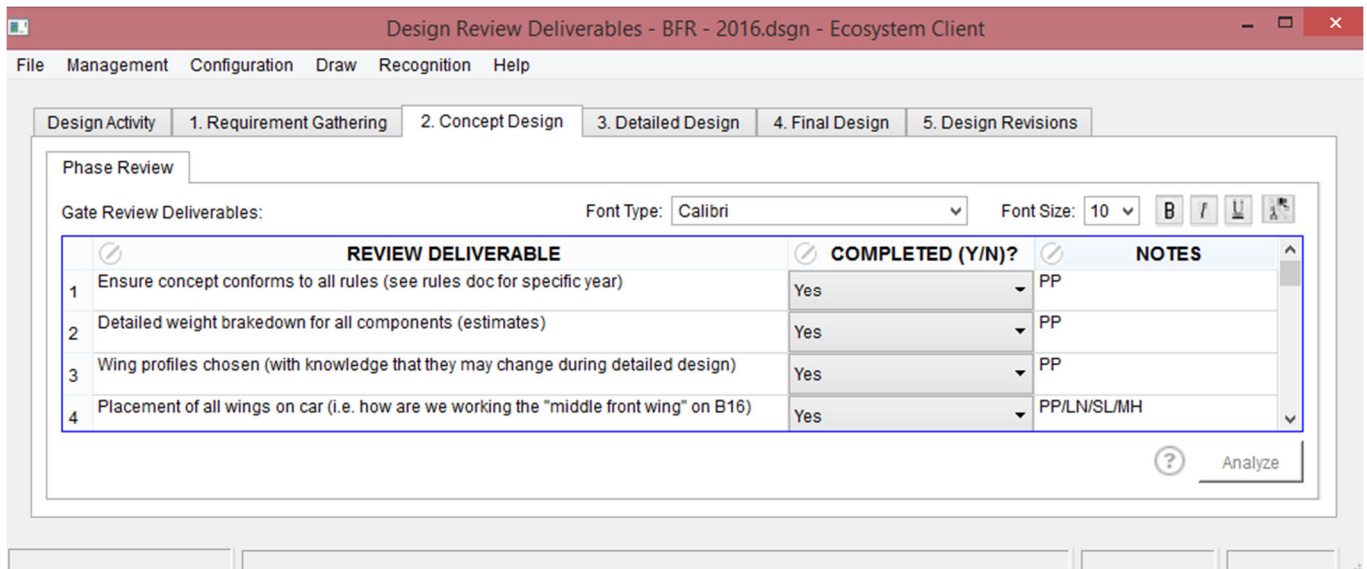 Design Review Deliverables - BFR - 2016.dsgn - Ecosystem Client
File Management Configuration Draw Recognition Help
Design Activity 1. Requirement Gathering 2. Concept Design 3. Detailed Design 4. Final Design 5. Design Revisions
Phase Review
Gate Review Deliverables: Font Type: Calibri Font Size: 10 B I U
REVIEW DELIVERABLE COMPLETED (Y/N)? NOTES
1 Ensure concept conforms to all rules (see rules doc for specific year) Yes PP
2 Detailed weight brakedown for all components (estimates) Yes PP
3 Wing profiles chosen (with knowledge that they may change during detailed design) Yes PP
4 Placement of all wings on car (i.e. how are we working the "middle front wing" on B16) Yes PP/LN/SL/MH
? Analyze